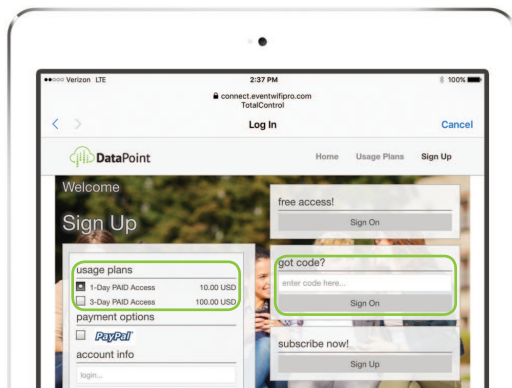 Verizon LTE
2:37 PM
100%
connect.eventwifipro.com
TotalControl
Log In
Cancel
DataPoint
Home
Usage Plans
Sign Up
Welcome
Sign Up
usage plans
1-Day PAID Access 10.00 USD
3-Day PAID Access 100.00 USD
payment options
PayPal
account info
login...
free access!
Sign On
got code?
enter code here...
Sign On
subscribe now!
Sign Up